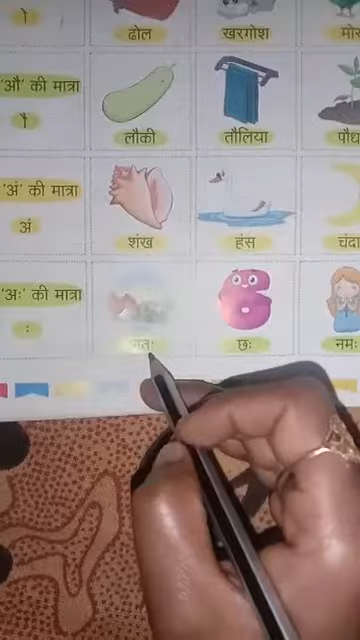 ो ढोल खरगोश
'औ' की मात्रा
ौ लौकी तौलिया
'अं' की मात्रा
अं शंख हंस चंदा
'अः' की मात्रा
ः छः नमः